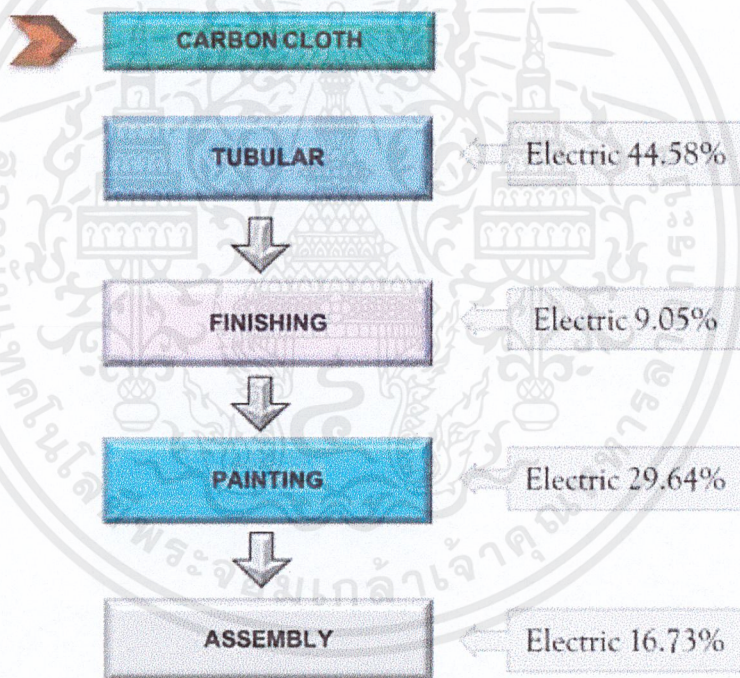 CARBON CLOTH
TUBULAR
Electric 44.58%
FINISHING
Electric 9.05%
PAINTING
Electric 29.64%
ASSEMBLY
Electric 16.73%